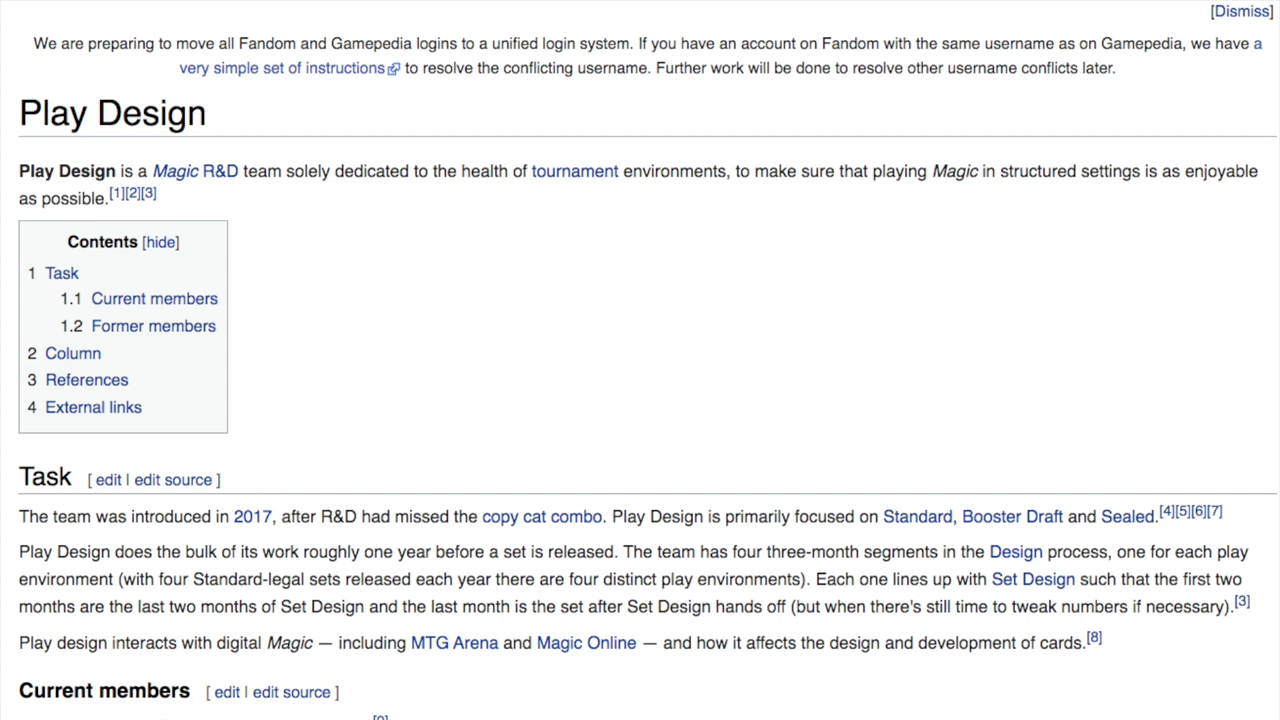 [Dismiss]
We are preparing to move all Fandom and Gamepedia logins to a unified login system. If you have an account on Fandom with the same username as on Gamepedia, we have a
very simple set of instructions to resolve the conflicting username. Further work will be done to resolve other username conflicts later.
Play Design
Play Design is a Magic R&D team solely dedicated to the health of tournament environments, to make sure that playing Magic in structured settings is as enjoyable
as possible.[1][2][3]
Contents [hide]
1 Task
1.1 Current members
1.2 Former members
2 Column
3 References
4 External links
Task [ edit | edit source ]
The team was introduced in 2017, after R&D had missed the copy cat combo. Play Design is primarily focused on Standard, Booster Draft and Sealed.[4][5][6][7]
Play Design does the bulk of its work roughly one year before a set is released. The team has four three-month segments in the Design process, one for each play
environment (with four Standard-legal sets released each year there are four distinct play environments). Each one lines up with Set Design such that the first two
months are the last two months of Set Design and the last month is the set after Set Design hands off (but when there's still time to tweak numbers if necessary).[3]
Play design interacts with digital Magic — including MTG Arena and Magic Online — and how it affects the design and development of cards.[8]
Current members [ edit | edit source ]